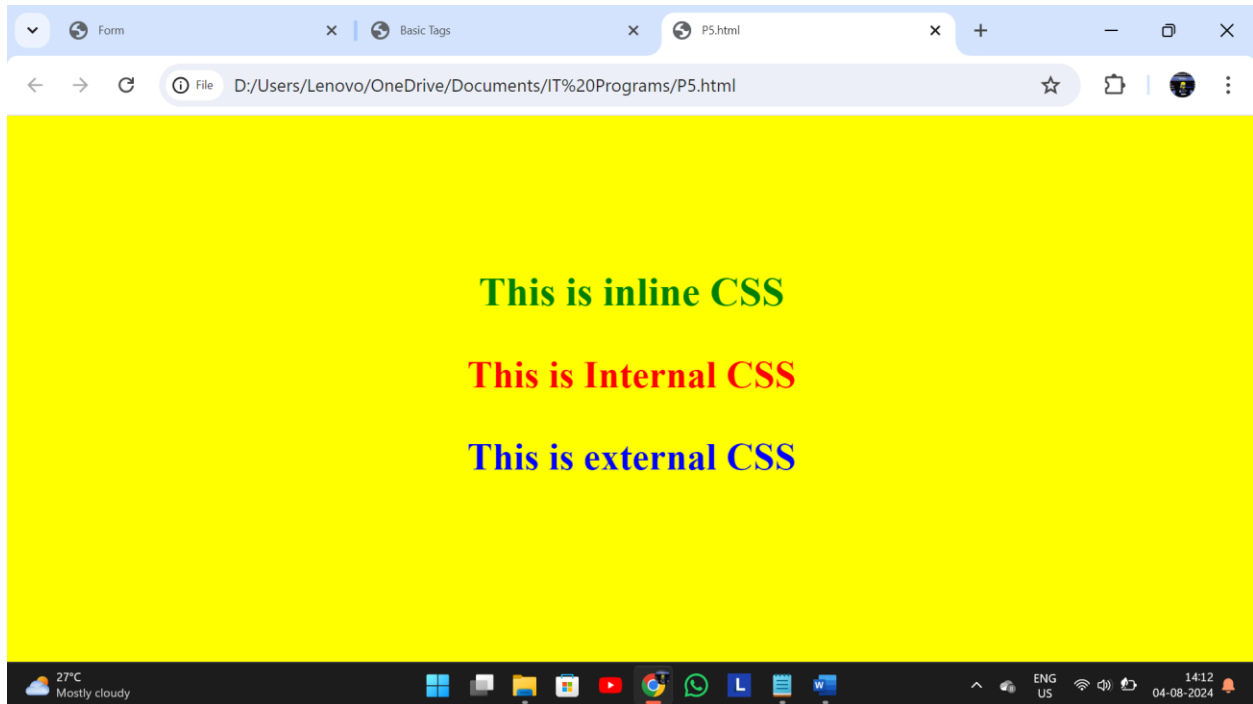 Form
Basic Tags
P5.html
File D:/Users/Lenovo/OneDrive/Documents/IT%20Programs/P5.html
This is inline CSS
This is Internal CSS
This is external CSS
27°C
Mostly cloudy
L
W
ENG
US
14:12
04-08-2024